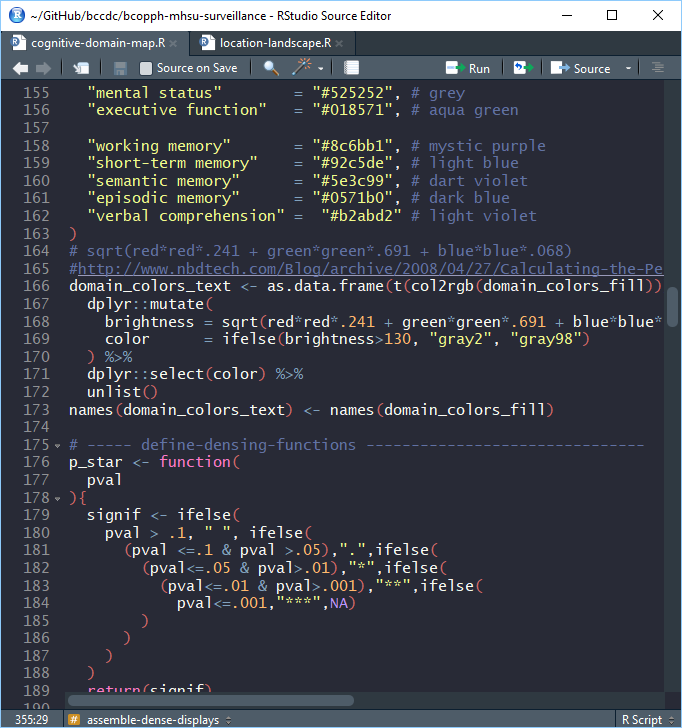 ~/GitHub/bccdc/bcopph-mhsu-surveillance - RStudio Source Editor
cognitive-domain-map.R × location-landscape.R ×
Source on Save Run Source
155 "mental status" = "#525252", # grey
156 "executive function" = "#018571", # aqua green
157
158 "working memory" = "#8c6bb1", # mystic purple
159 "short-term memory" = "#92c5de", # light blue
160 "semantic memory" = "#5e3c99", # dart violet
161 "episodic memory" = "#0571b0", # dark blue
162 "verbal comprehension" = "#b2abd2" # light violet
163 )
164 # sqrt(red*red*.241 + green*green*.691 + blue*blue*.068)
165 #http://www.nbdtech.com/Blog/archive/2008/04/27/Calculating-the-Pe
166 domain_colors_text <- as.data.frame(t(col2rgb(domain_colors_fill))
167 dplyr::mutate(
168 brightness = sqrt(red*red*.241 + green*green*.691 + blue*blue*
169 color = ifelse(brightness>130, "gray2", "gray98")
170 ) %>%
171 dplyr::select(color) %>%
172 unlist()
173 names(domain_colors_text) <- names(domain_colors_fill)
174
175 # ----- define-densing-functions -------------------------------
176 p_star <- function(
177 pval
178 ){
179 signif <- ifelse(
180 pval > .1, " ", ifelse(
181 (pval <=.1 & pval >.05),".",ifelse(
182 (pval<=.05 & pval>.01),"*",ifelse(
183 (pval<=.01 & pval>.001),"**",ifelse(
184 pval<=.001,"***",NA)
185 )
186 )
187 )
188 )
189 return(signif)
190
355:29 # assemble-dense-displays R Script